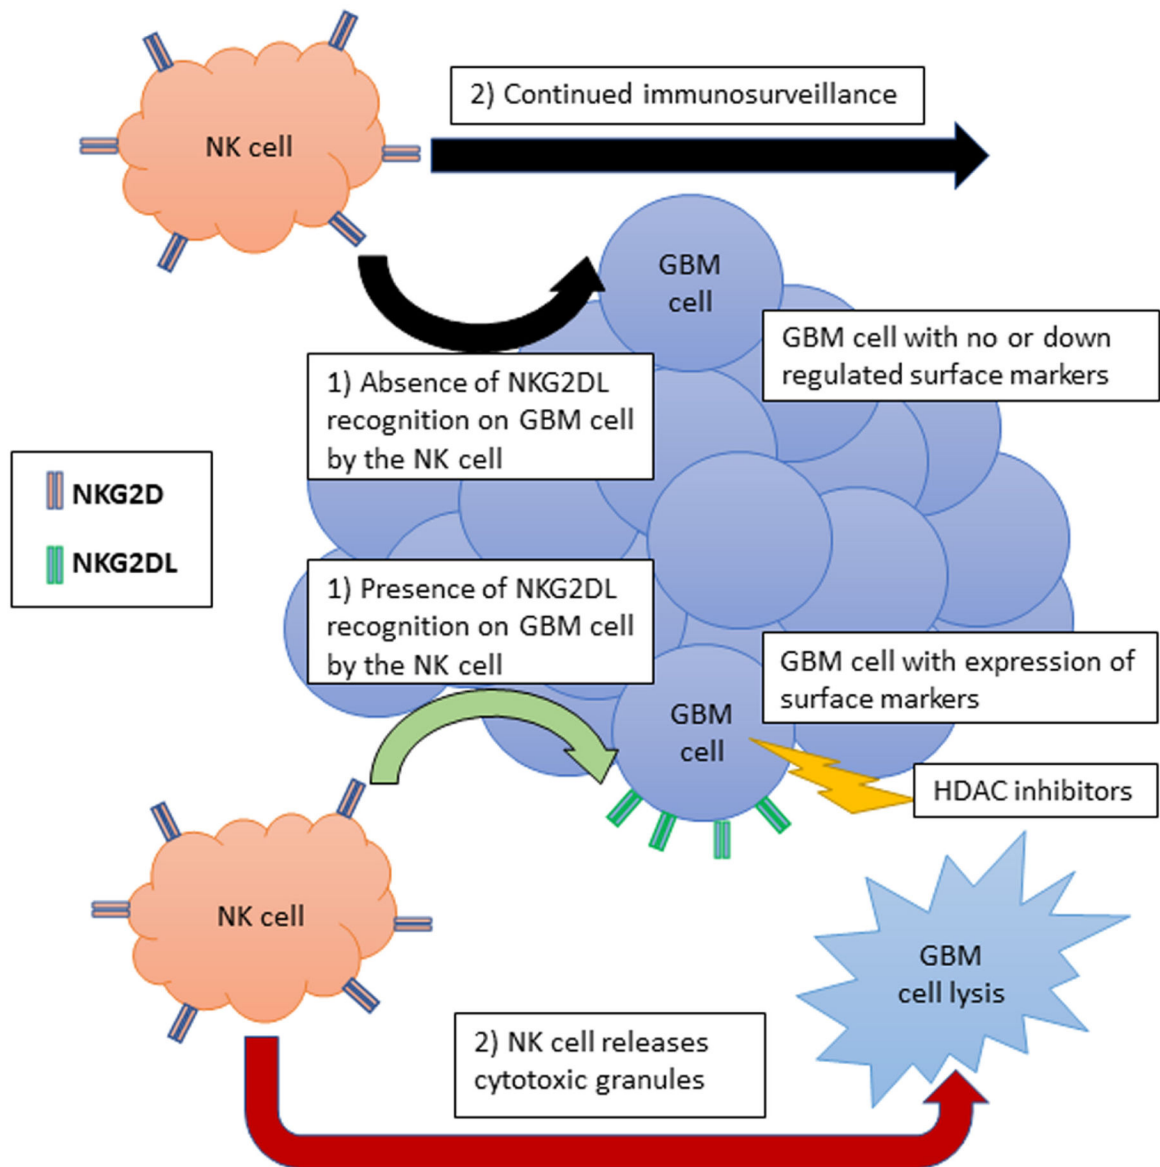 2) Continued immunosurveillance
NK cell
GBM
cell
GBM cell with no or down
regulated surface markers
1) Absence of NKG2DL
recognition on GBM cell
by the NK cell
NKG2D
NKG2DL
1) Presence of NKG2DL
recognition on GBM cell
by the NK cell
GBM cell with expression of
surface markers
GBM
cell
HDAC inhibitors
NK cell
GBM
cell lysis
2) NK cell releases
cytotoxic granules